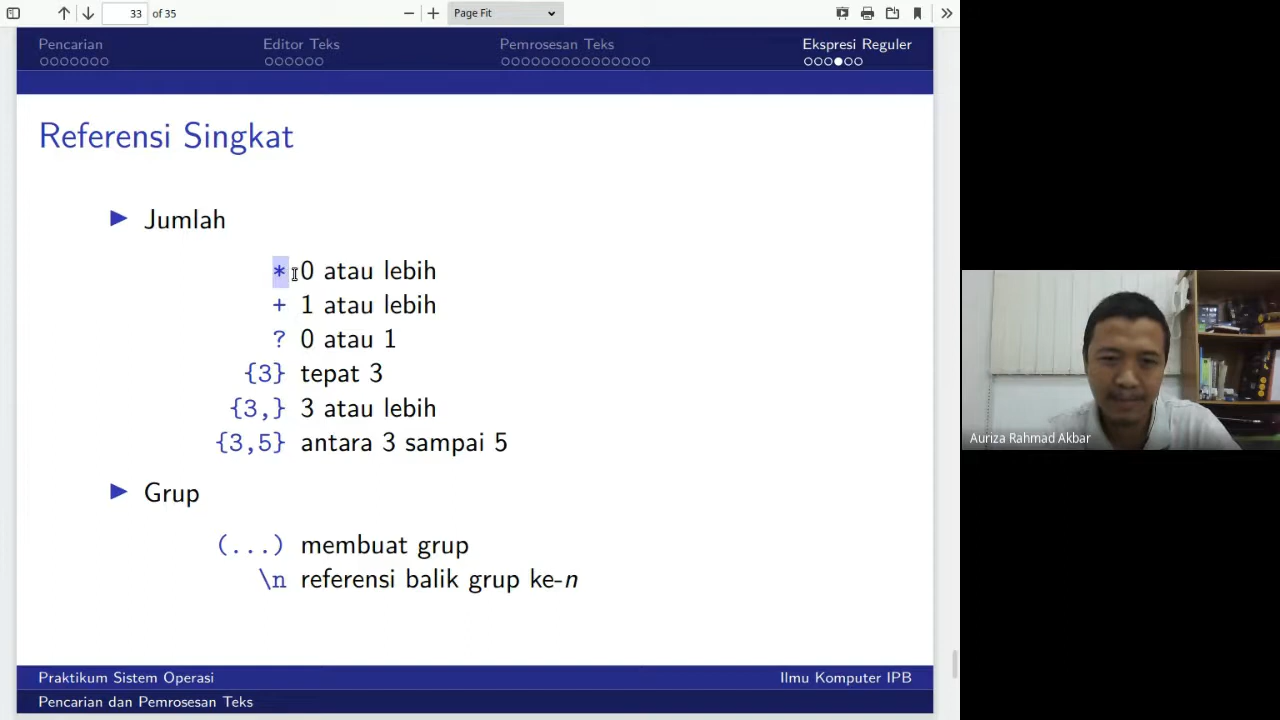 33 of 35 Page Fit
Pencarian Editor Teks Pemrosesan Teks Ekspresi Reguler
Referensi Singkat
Jumlah
* 0 atau lebih
+ 1 atau lebih
? 0 atau 1
{3} tepat 3
{3,} 3 atau lebih
{3,5} antara 3 sampai 5
Grup
(...) membuat grup
\n referensi balik grup ke-n
Auriza Rahmad Akbar
Praktikum Sistem Operasi Ilmu Komputer IPB
Pencarian dan Pemrosesan Teks